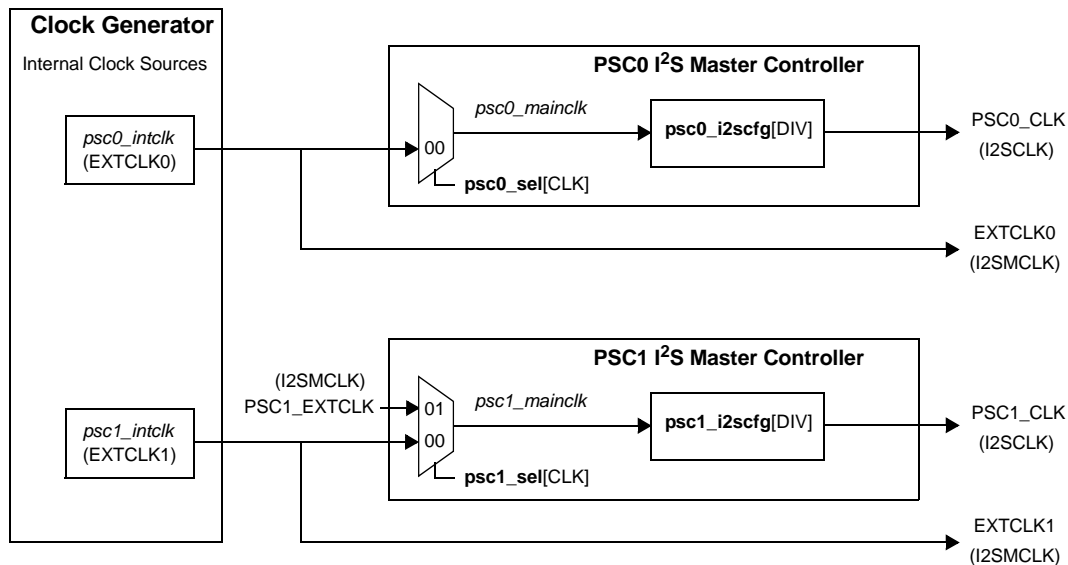 Clock Generator
Internal Clock Sources
psc0_intclk
(EXTCLK0)
PSC0 I2S Master Controller
psc0_mainclk
00
psc0_i2scfg[DIV]
psc0_sel[CLK]
PSC0_CLK
(I2SCLK)
EXTCLK0
(I2SMCLK)
PSC1 I2S Master Controller
(I2SMCLK)
PSC1_EXTCLK
01
00
psc1_mainclk
psc1_i2scfg[DIV]
psc1_sel[CLK]
psc1_intclk
(EXTCLK1)
PSC1_CLK
(I2SCLK)
EXTCLK1
(I2SMCLK)